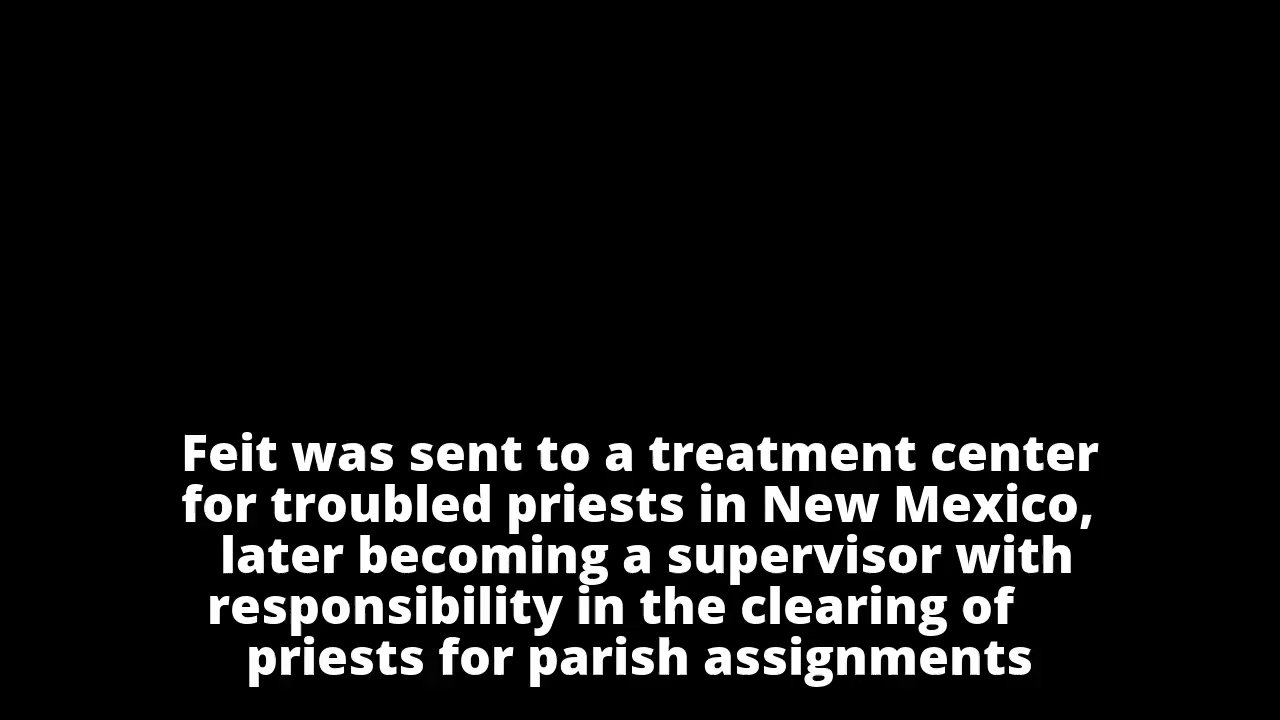 Feit was sent to a treatment center
for troubled priests in New Mexico,
later becoming a supervisor with
responsibility in the clearing of
priests for parish assignments